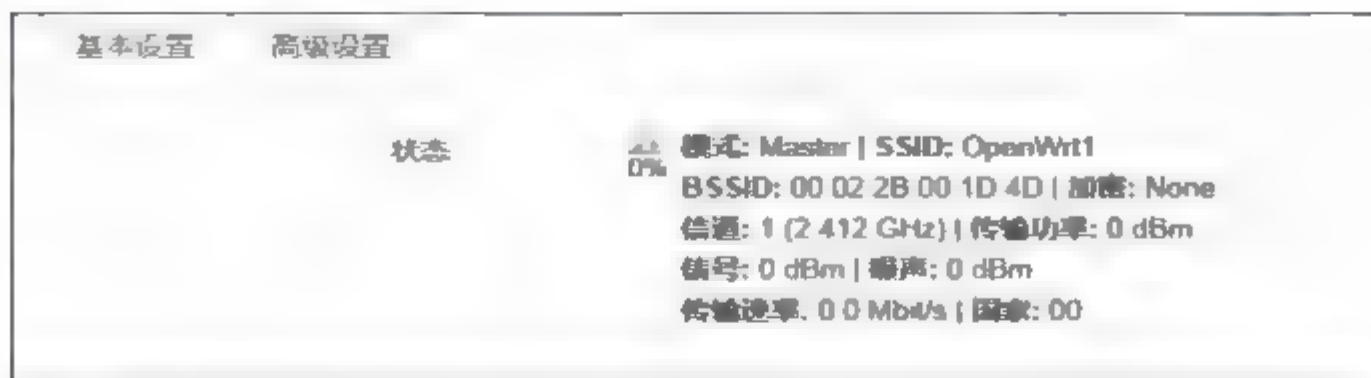 基本设置 高级设置
状态 0% 模式: Master | SSID: OpenWrt1
BSSID: 00 02 2B 00 1D 4D | 加密: None
信道: 1 (2 412 GHz) | 传输功率: 0 dBm
信号: 0 dBm | 噪声: 0 dBm
传输速率: 0 0 Mbit/s | 国家: 00